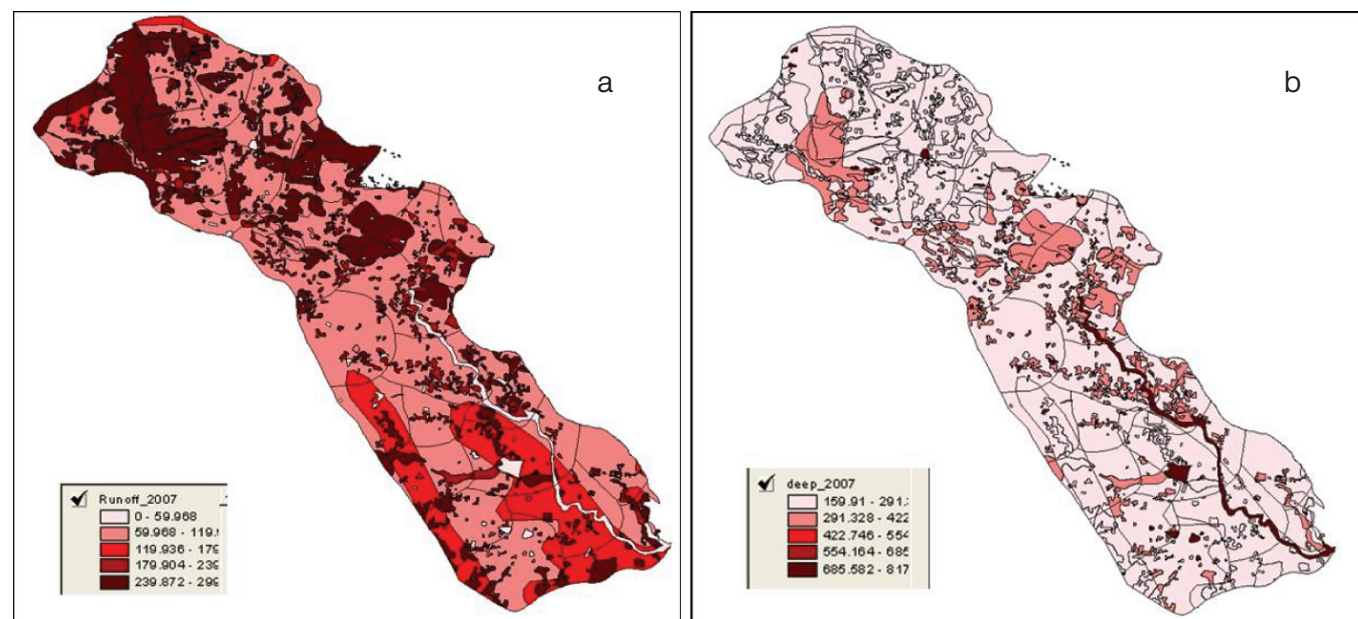 a
b
Runoff_2007
0 - 59.968
59.968 - 119.
119.936 - 179
179.904 - 239
239.872 - 299
deep_2007
159.91 - 291.
291.328 - 422
422.746 - 554
554.164 - 685
685.582 - 817